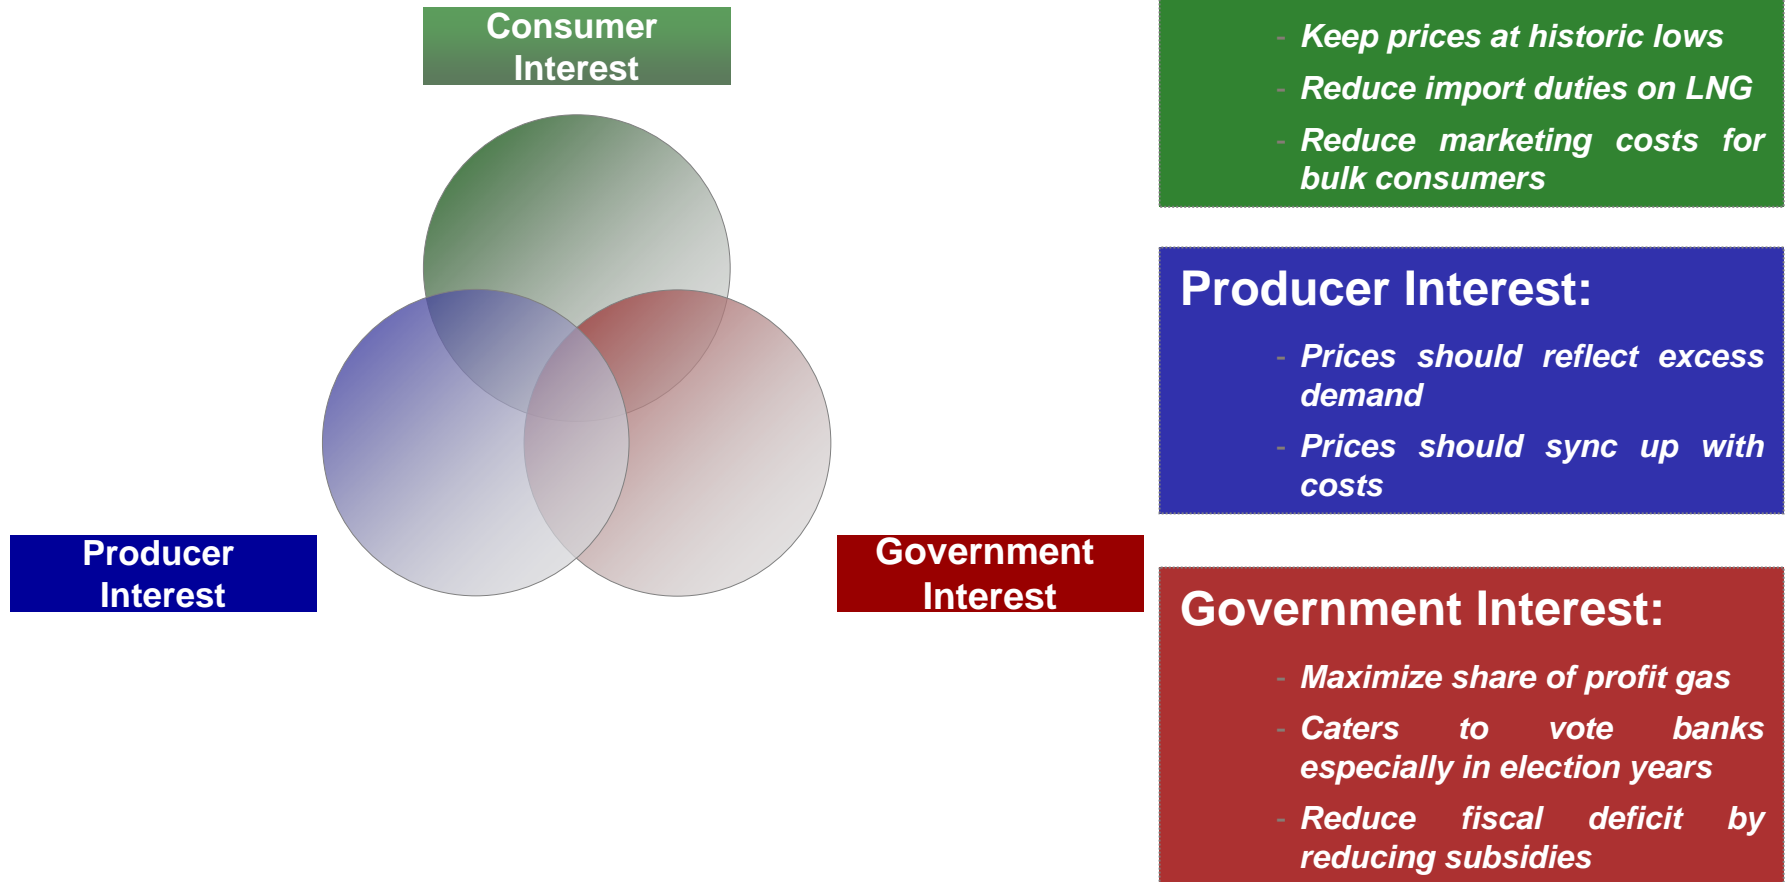 Consumer
Interest
Producer
Interest
Government
Interest
- Keep prices at historic lows
- Reduce import duties on LNG
- Reduce marketing costs for
bulk consumers
Producer Interest:
- Prices should reflect excess
demand
- Prices should sync up with
costs
Government Interest:
- Maximize share of profit gas
- Caters to vote banks
especially in election years
- Reduce fiscal deficit by
reducing subsidies